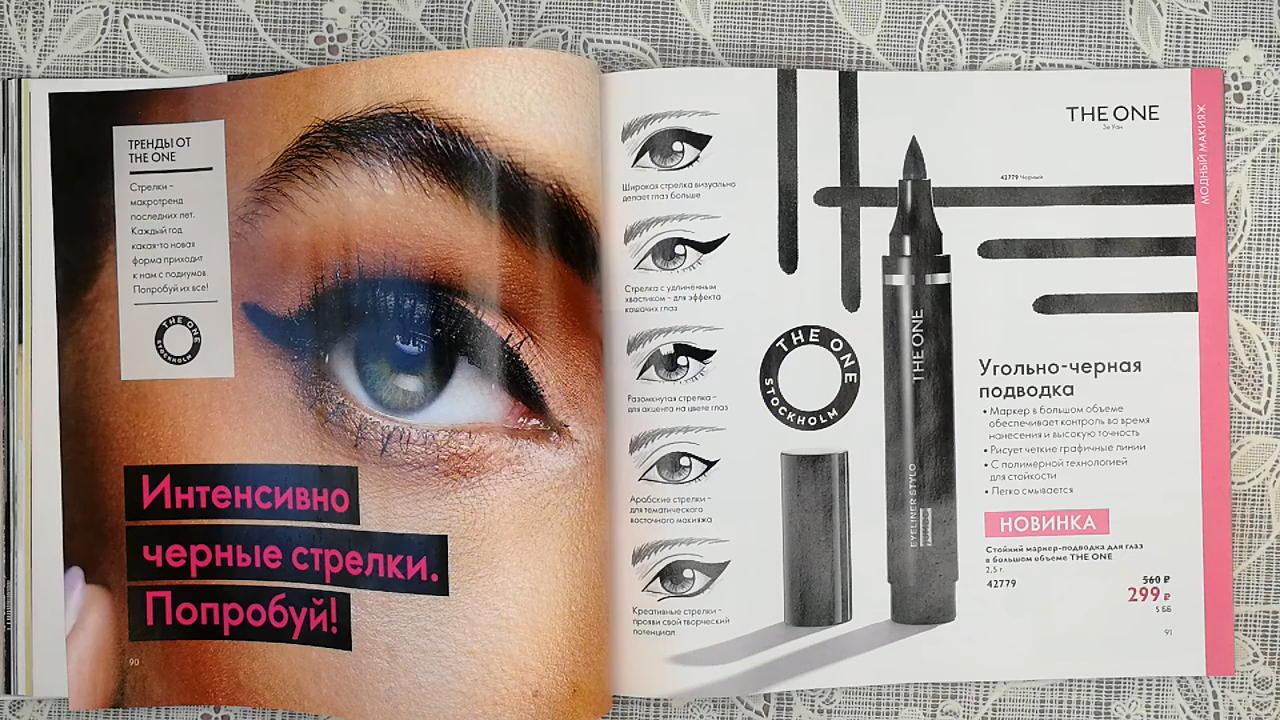 ТРЕНДЫ ОТ
THE ONE
Стрелки –
макротренд
последних лет.
Каждый год
какая-то новая
форма приходит
к нам с подиумов.
Попробуй их все!
THE ONE
STOCKHOLM
Интенсивно
черные стрелки.
Попробуй!
90
Широкая стрелка визуально
делает глаз больше
Стрелка с удлинённым
хвостиком – для эффекта
кошачьих глаз
Разомкнутая стрелка –
для акцента на цвете глаз
Арабские стрелки –
для тематического
восточного макияжа
Креативные стрелки –
прояви свой творческий
потенциал
THE ONE
STOCKHOLM
THE ONE
EYELINER STYLO
THE ONE
Зе Уан
42779 Черный
МОДНЫЙ МАКИЯЖ
Угольно-черная
подводка
• Маркер в большом объеме
обеспечивает контроль во время
нанесения и высокую точность
• Рисует четкие графичные линии
• С полимерной технологией
для стойкости
• Легко смывается
НОВИНКА
Стойкий маркер-подводка для глаз
в большом объеме THE ONE
2,5 г.
42779
560 ₽
299 ₽
5 ББ
91